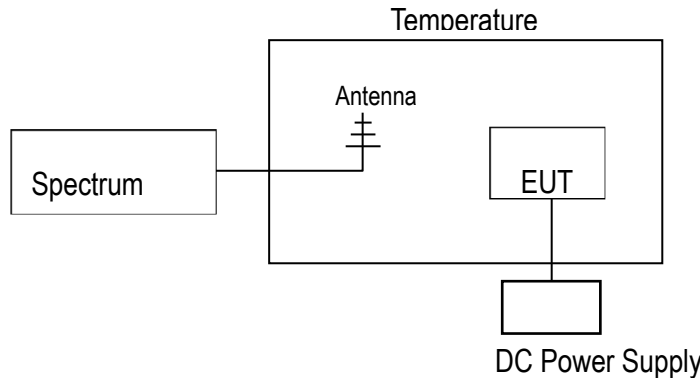 Temperature
Antenna
Spectrum
EUT
DC Power Supply